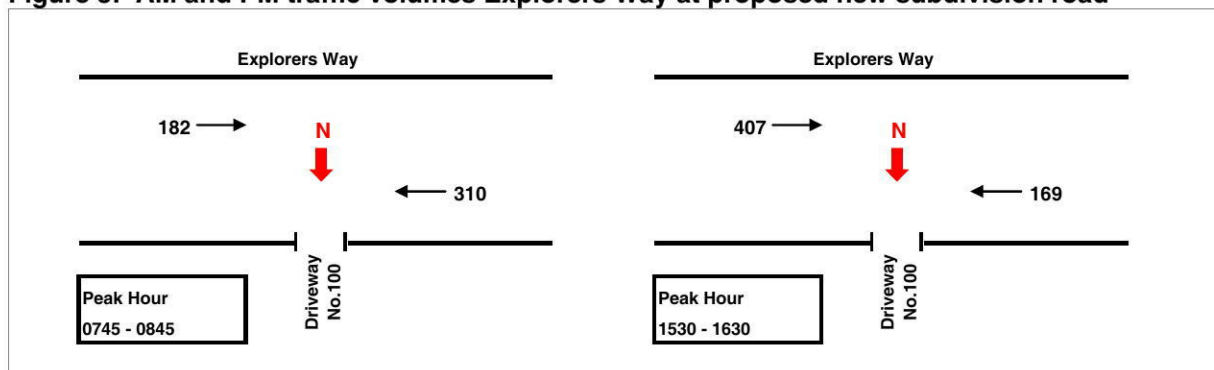 Figure 3: AM and PM traffic volumes Explorers Way at proposed new subdivision road
Explorers Way
182
N
310
Driveway
No.100
Peak Hour
0745 - 0845
Explorers Way
407
N
169
Driveway
No.100
Peak Hour
1530 - 1630